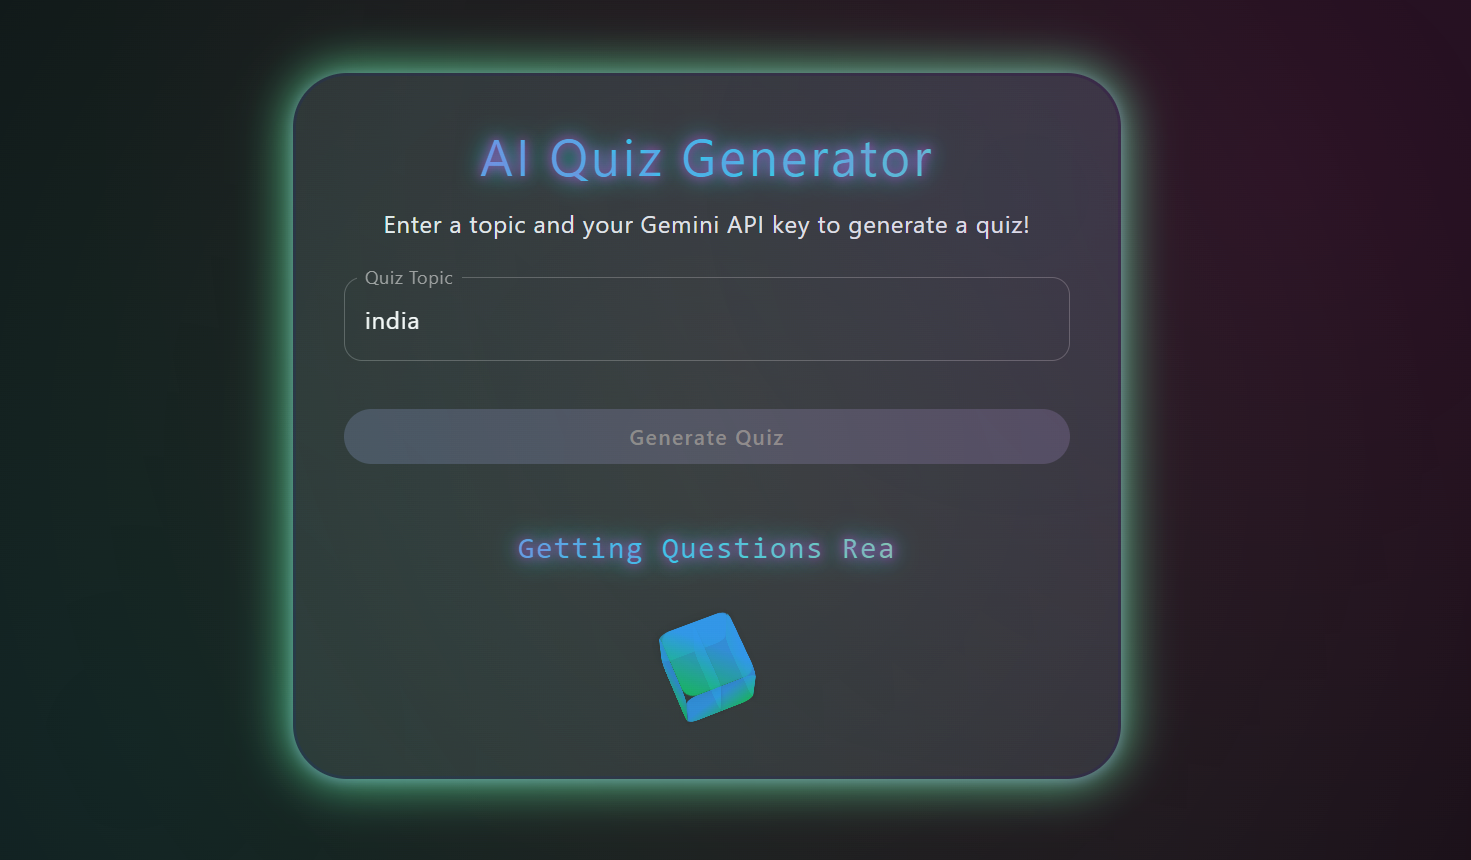 AI Quiz Generator
Enter a topic and your Gemini API key to generate a quiz!
Quiz Topic
india
Generate Quiz
Getting Questions Rea